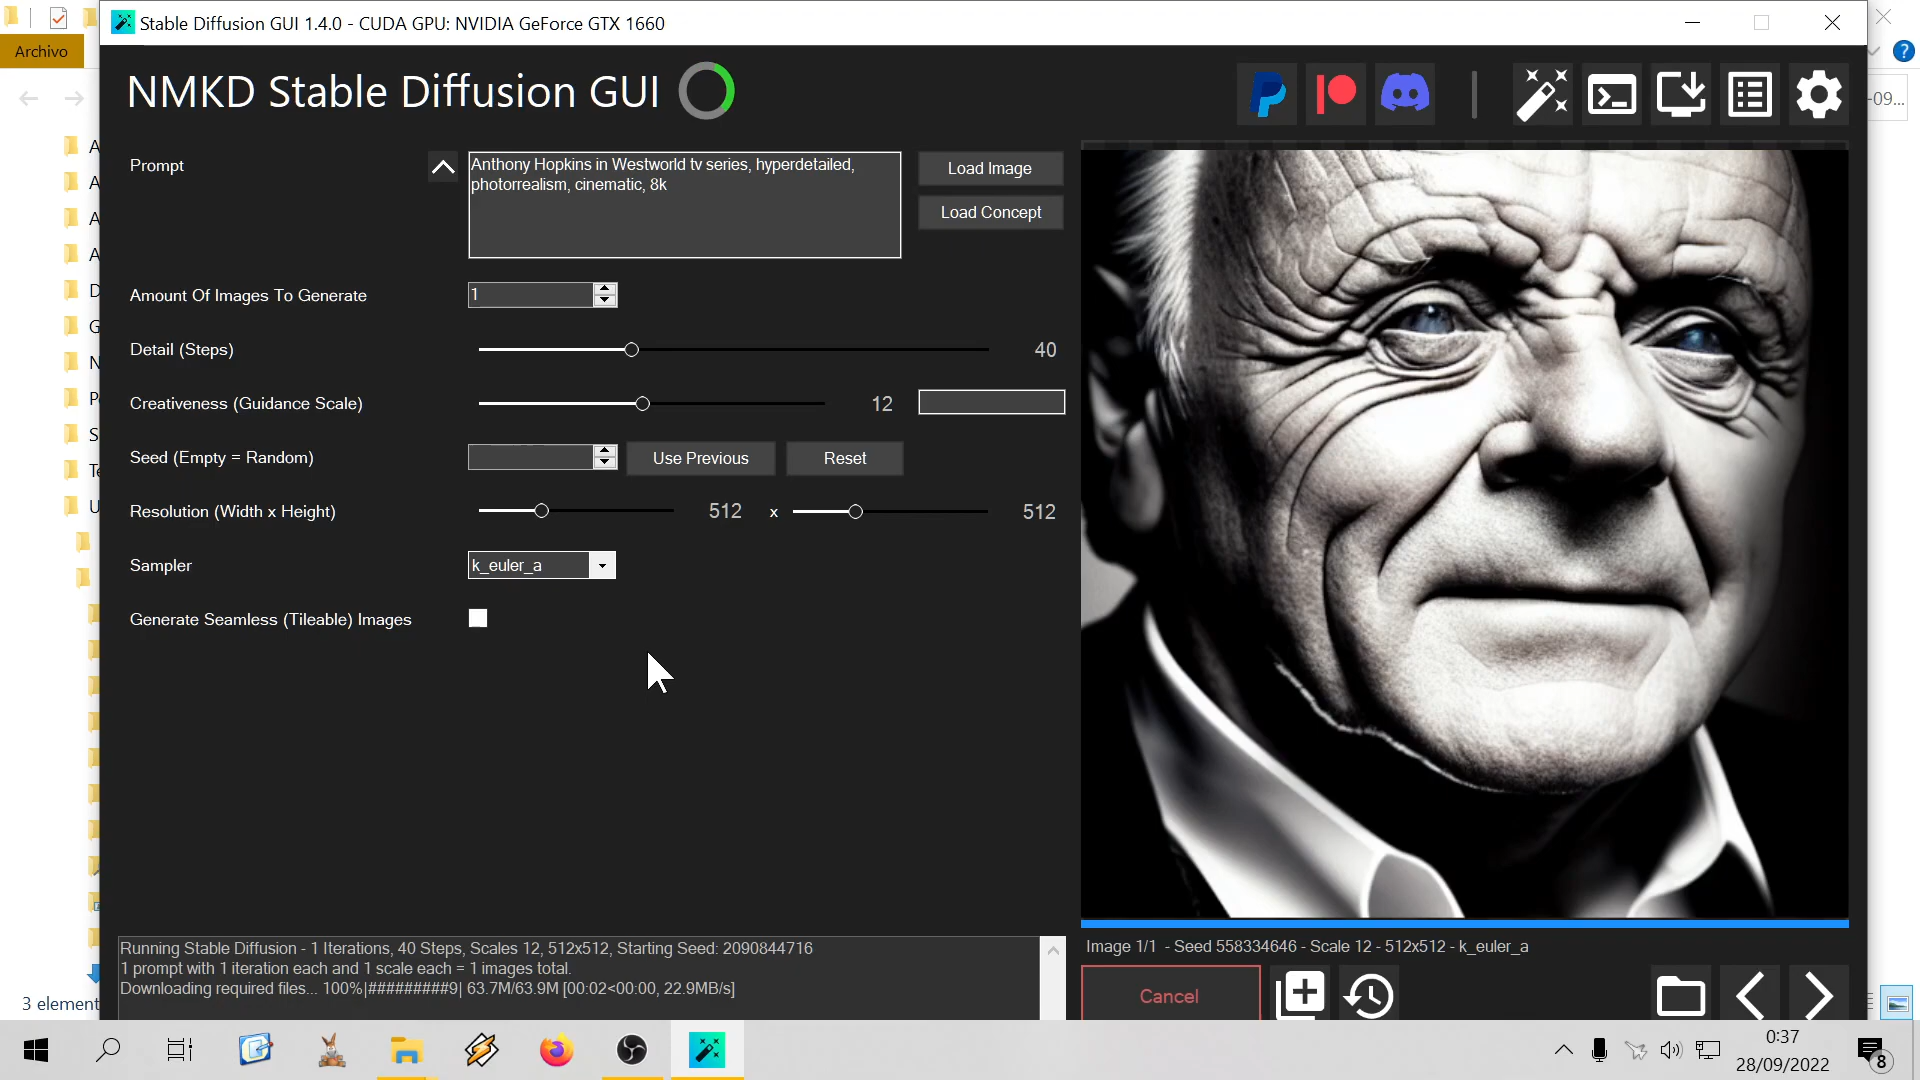 Stable Diffusion GUI 1.4.0 - CUDA GPU: NVIDIA GeForce GTX 1660
Archivo
NMKD Stable Diffusion GUI
-09...
Prompt
Anthony Hopkins in Westworld tv series, hyperdetailed,
photorrealism, cinematic, 8k
Load Image
Load Concept
Amount Of Images To Generate
1
Detail (Steps)
40
Creativeness (Guidance Scale)
12
Seed (Empty = Random)
Use Previous
Reset
Resolution (Width x Height)
512
x
512
Sampler
k_euler_a
Generate Seamless (Tileable) Images
A
A
A
A
D
G
N
S
U
Running Stable Diffusion - 1 Iterations, 40 Steps, Scales 12, 512x512, Starting Seed: 2090844716
1 prompt with 1 iteration each and 1 scale each = 1 images total.
Downloading required files... 100%|#########9| 63.7M/63.9M [00:02<00:00, 22.9MB/s]
Image 1/1 - Seed 558334646 - Scale 12 - 512x512 - k_euler_a
Cancel
3 element
0:37
28/09/2022
8